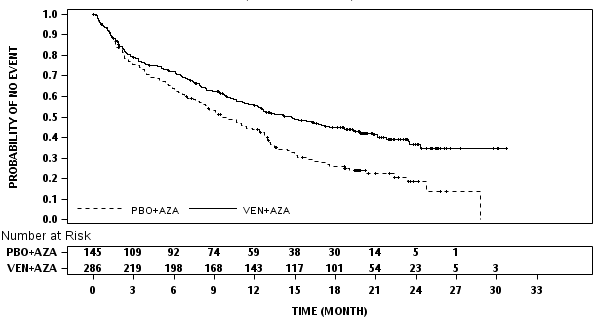 1.0
0.9
0.8
0.7
0.6
0.5
0.4
0.3
0.2
0.1
0.0
PROBABILITY OF NO EVENT
PBO+AZA VEN+AZA
Number at Risk
PBO+AZA 145 109 92 74 59 38 30 14 5 1
VEN+AZA 286 219 198 168 143 117 101 54 23 5 3
0 3 6 9 12 15 18 21 24 27 30 33
TIME (MONTH)